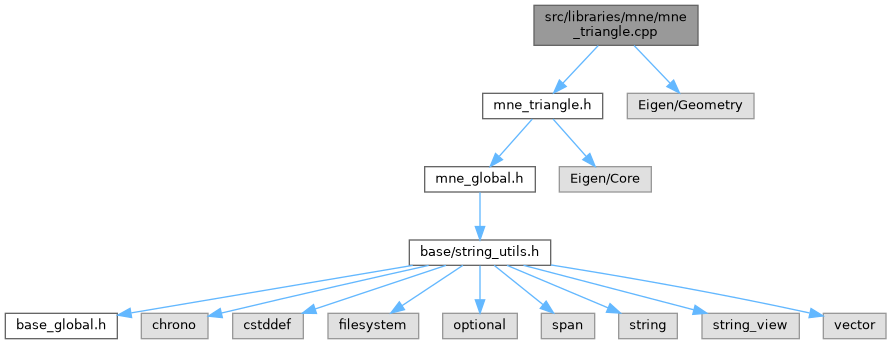 src/libraries/mne/mne
_triangle.cpp
mne_triangle.h
Eigen/Geometry
mne_global.h
Eigen/Core
base/string_utils.h
base_global.h
chrono
cstddef
filesystem
optional
span
string
string_view
vector